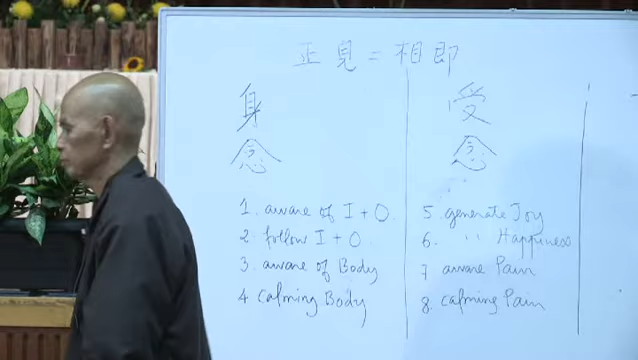 正見 = 相即
身
念
1. aware of I + O.
2. follow I + O
3. aware of Body
4 Calming Body
受
念
5. generate Joy
6. " Happiness
7 aware Pain
8. calming Pain